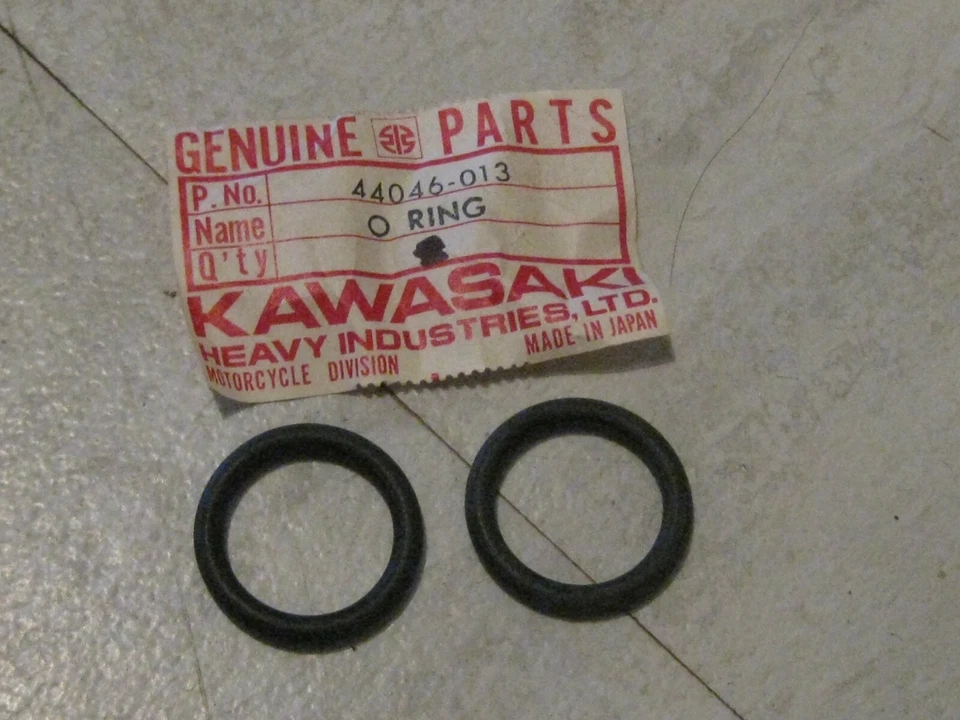 GENUINE PARTS
P. No. 44046-013
Name O RING
Q'ty
KAWASAKI
HEAVY INDUSTRIES, LTD.
MOTORCYCLE DIVISION MADE IN JAPAN